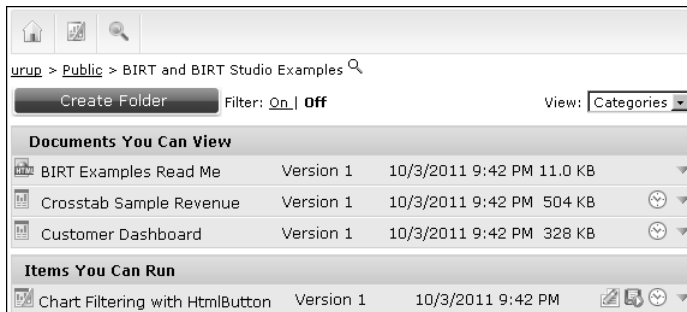 urup > Public > BIRT and BIRT Studio Examples
Create Folder Filter: On | Off View: Categories
Documents You Can View
BIRT Examples Read Me Version 1 10/3/2011 9:42 PM 11.0 KB
Crosstab Sample Revenue Version 1 10/3/2011 9:42 PM 504 KB
Customer Dashboard Version 1 10/3/2011 9:42 PM 328 KB
Items You Can Run
Chart Filtering with HtmlButton Version 1 10/3/2011 9:42 PM